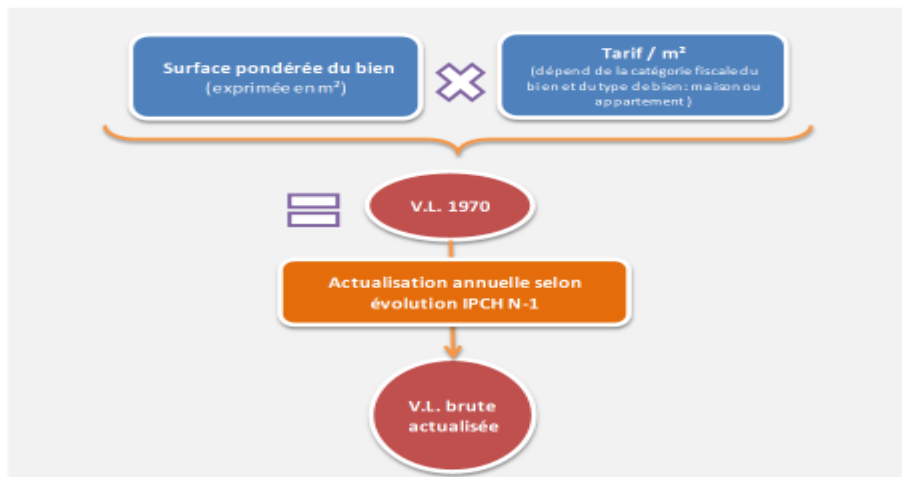 Surface pondérée du bien
(exprimée en m²)
Tarif / m²
(dépend de la catégorie fiscale du
bien et du type de bien : maison ou
appartement )
V.L. 1970
Actualisation annuelle selon
évolution IPCH N-1
V.L. brute
actualisée